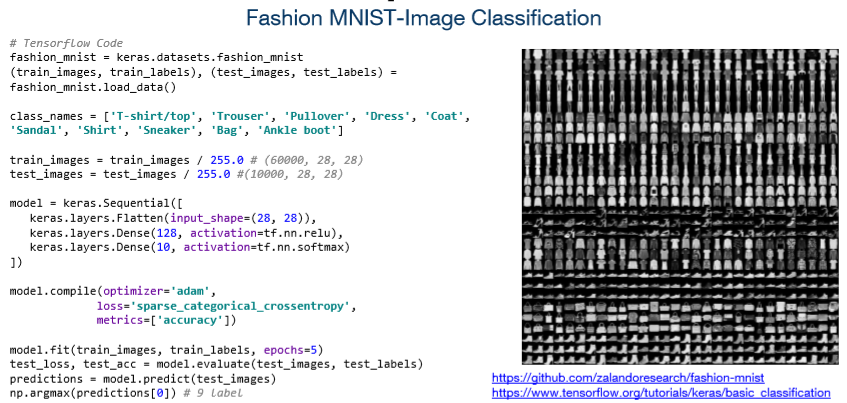 Fashion MNIST-Image Classification
# Tensorflow Code
fashion_mnist = keras.datasets.fashion_mnist
(train_images, train_labels), (test_images, test_labels) =
fashion_mnist.load_data()
class_names = ['T-shirt/top', 'Trouser', 'Pullover', 'Dress', 'Coat',
'Sandal', 'Shirt', 'Sneaker', 'Bag', 'Ankle boot']
train_images = train_images / 255.0 # (60000, 28, 28)
test_images = test_images / 255.0 #(10000, 28, 28)
model = keras.Sequential([
keras.layers.Flatten(input_shape=(28, 28)),
keras.layers.Dense(128, activation=tf.nn.relu),
keras.layers.Dense(10, activation=tf.nn.softmax)
])
model.compile(optimizer='adam',
loss='sparse_categorical_crossentropy',
metrics=['accuracy'])
model.fit(train_images, train_labels, epochs=5)
test_loss, test_acc = model.evaluate(test_images, test_labels)
predictions = model.predict(test_images)
np.argmax(predictions[0]) # 9 label
https://github.com/zalandoresearch/fashion-mnist
https://www.tensorflow.org/tutorials/keras/basic_classification